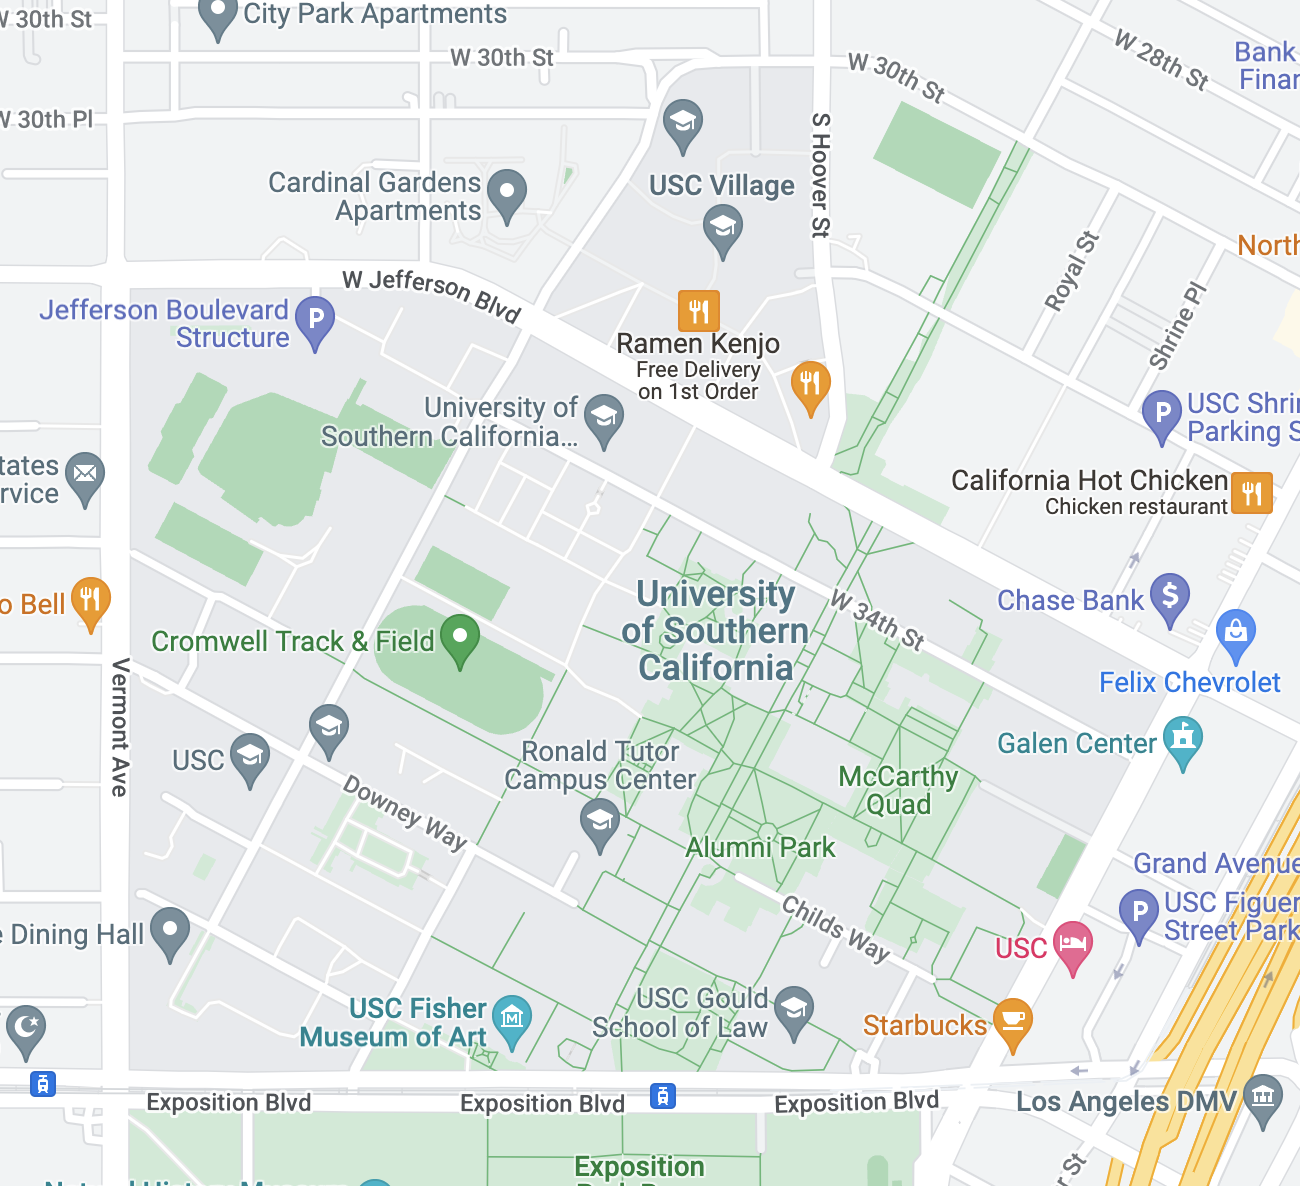 W 30th St
City Park Apartments
W 30th St
W 30th St
W 28th St
Bank
Finan
W 30th Pl
S Hoover St
USC Village
Cardinal Gardens
Apartments
Royal St
North
W Jefferson Blvd
Jefferson Boulevard
Structure
P
Shrine Pl
Ramen Kenjo
Free Delivery
on 1st Order
University of
Southern California...
P
USC Shri
Parking S
tates
rvice
California Hot Chicken
Chicken restaurant
University
of Southern
California
W 34th St
Chase Bank
$
o Bell
Cromwell Track & Field
Felix Chevrolet
Vermont Ave
USC
Galen Center
Ronald Tutor
Campus Center
McCarthy
Quad
Downey Way
Alumni Park
Grand Avenue
P
USC Figuer
Street Park
Childs Way
e Dining Hall
USC
USC Fisher
Museum of Art
M
USC Gould
School of Law
Starbucks
Exposition Blvd
Exposition Blvd
Exposition Blvd
Los Angeles DMV
Exposition
r St